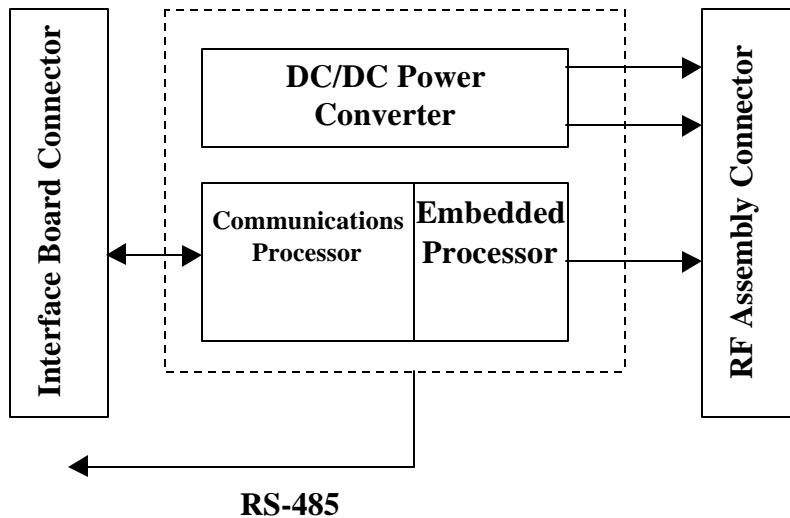 Interface Board Connector
DC/DC Power
Converter
Communications
Processor
Embedded
Processor
RF Assembly Connector
RS-485